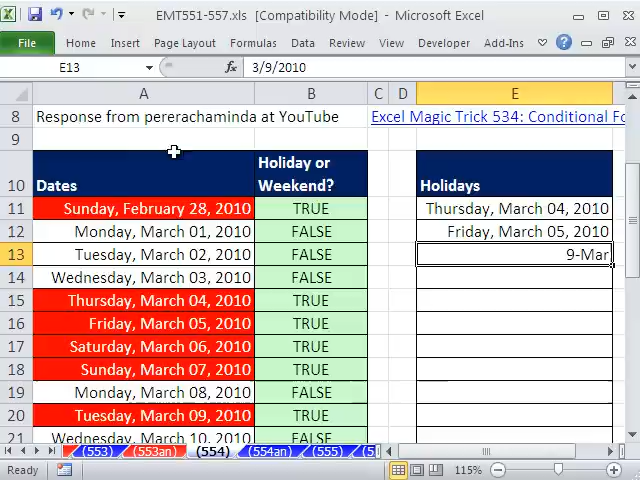 EMT551-557.xls [Compatibility Mode] - Microsoft Excel
File Home Insert Page Layout Formulas Data Review View Developer Add-Ins
E13 fx 3/9/2010
A B C D E
8 Response from pererachaminda at YouTube Excel Magic Trick 534: Conditional Fo
9
10 Dates Holiday or Weekend? Holidays
11 Sunday, February 28, 2010 TRUE Thursday, March 04, 2010
12 Monday, March 01, 2010 FALSE Friday, March 05, 2010
13 Tuesday, March 02, 2010 FALSE 9-Mar
14 Wednesday, March 03, 2010 FALSE
15 Thursday, March 04, 2010 TRUE
16 Friday, March 05, 2010 TRUE
17 Saturday, March 06, 2010 TRUE
18 Sunday, March 07, 2010 TRUE
19 Monday, March 08, 2010 FALSE
20 Tuesday, March 09, 2010 TRUE
21 Wednesday, March 10, 2010 FALSE
(553) (553an) (554) (554an) (555) (5
Ready 115%